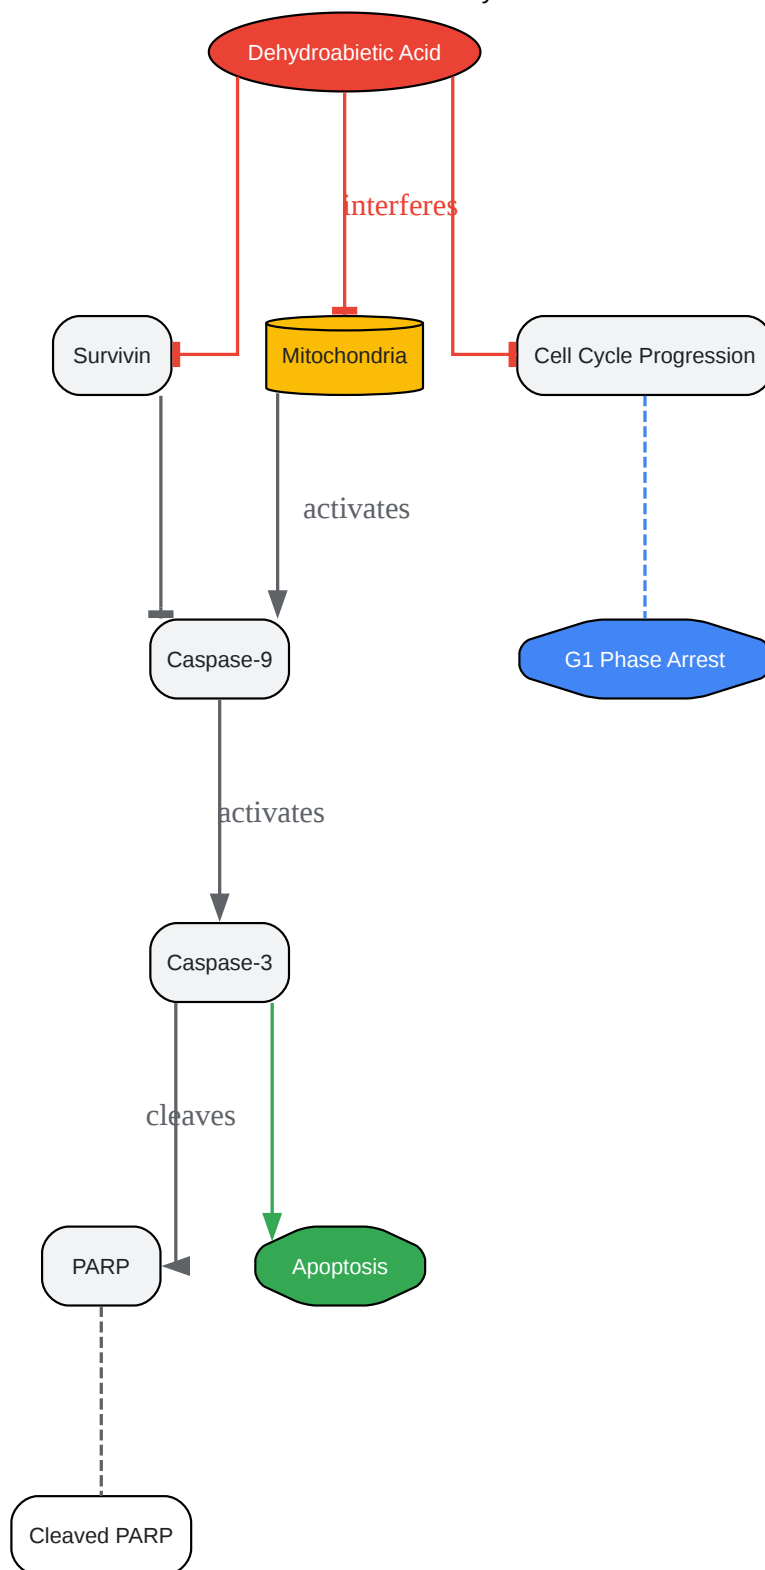 Dehydroabietic Acid
interferes
Survivin
Mitochondria
Cell Cycle Progression
activates
Caspase-9
G1 Phase Arrest
activates
Caspase-3
cleaves
PARP
Apoptosis
Cleaved PARP